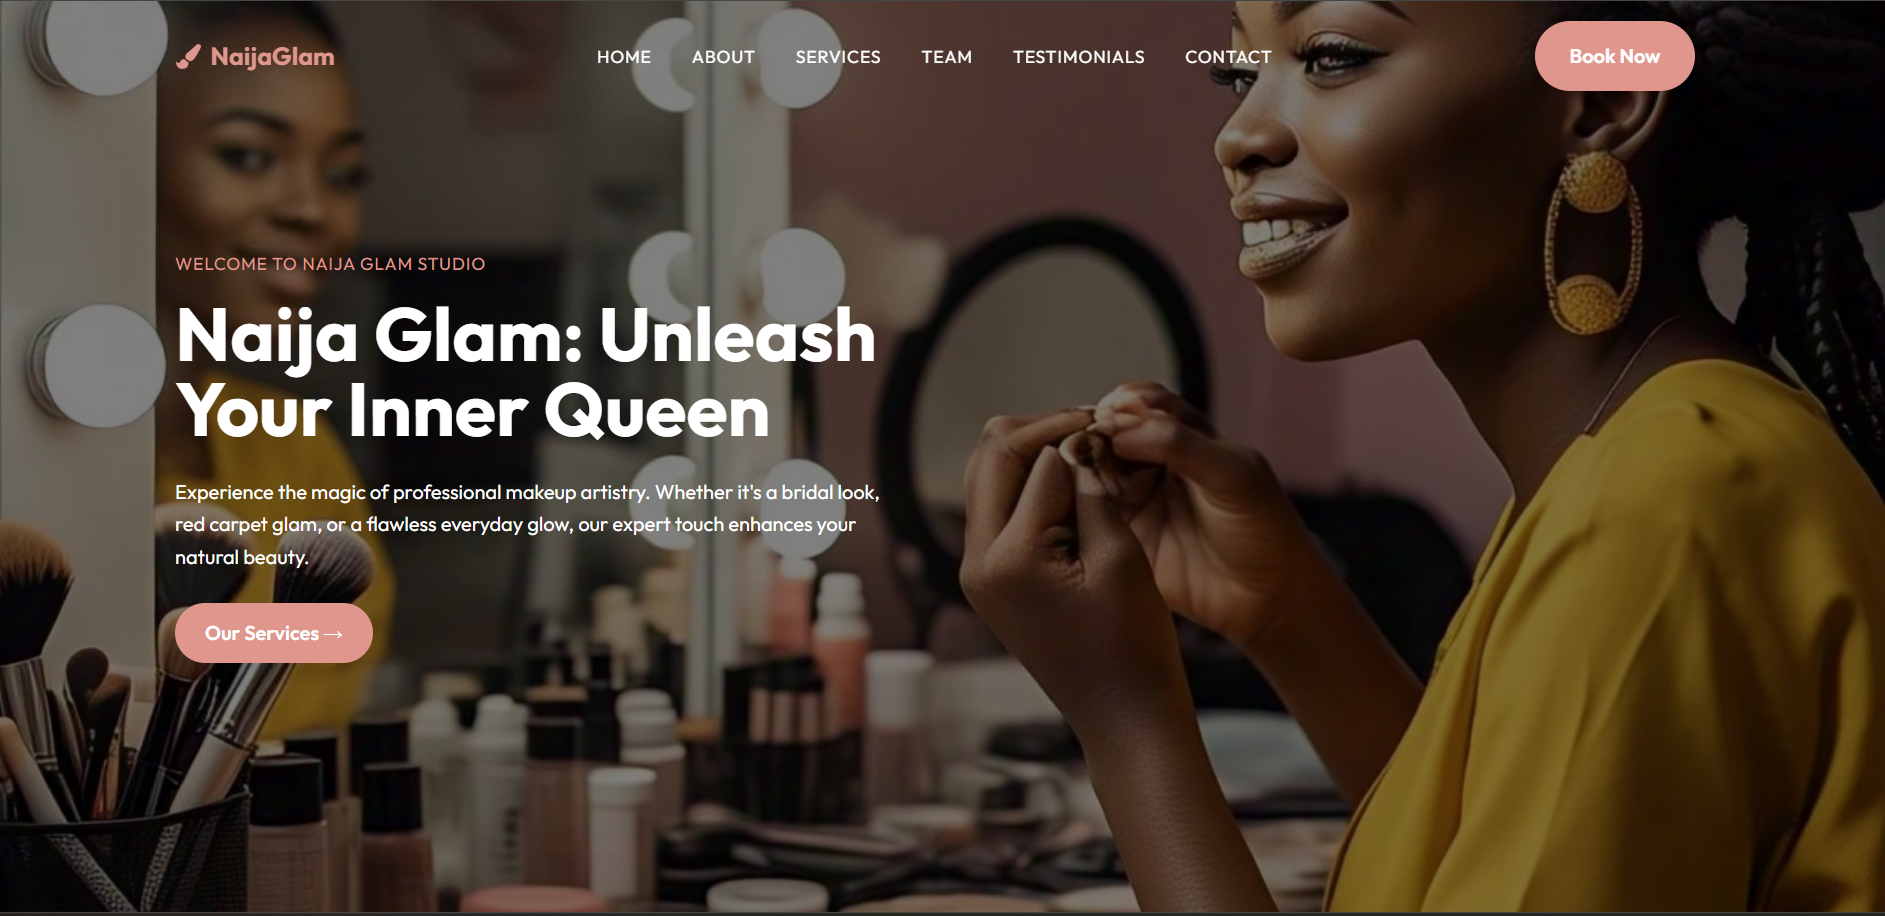 NaijaGlam
HOME
ABOUT
SERVICES
TEAM
TESTIMONIALS
CONTACT
Book Now
WELCOME TO NAIJA GLAM STUDIO
Naija Glam: Unleash
Your Inner Queen
Experience the magic of professional makeup artistry. Whether it's a bridal look,
red carpet glam, or a flawless everyday glow, our expert touch enhances your
natural beauty.
Our Services →